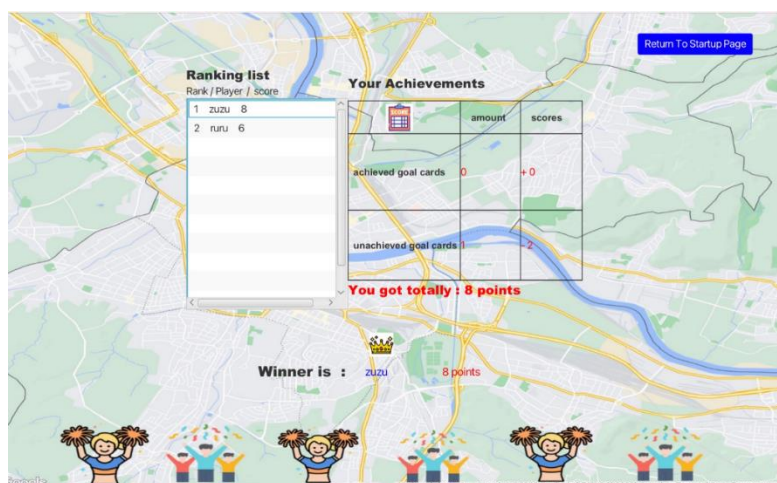 Return To Startup Page
Ranking list
Rank / Player / score
1 zuzu 8
2 ruru 6
Your Achievements
SCORE
amount scores
achieved goal cards 0 + 0
unachieved goal cards 1 - 2
You got totally : 8 points
Winner is : zuzu 8 points